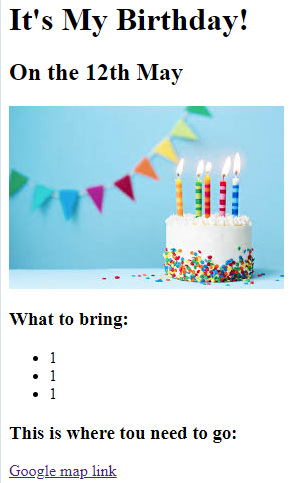 It's My Birthday!
On the 12th May
What to bring:
1
1
1
This is where tou need to go:
Google map link